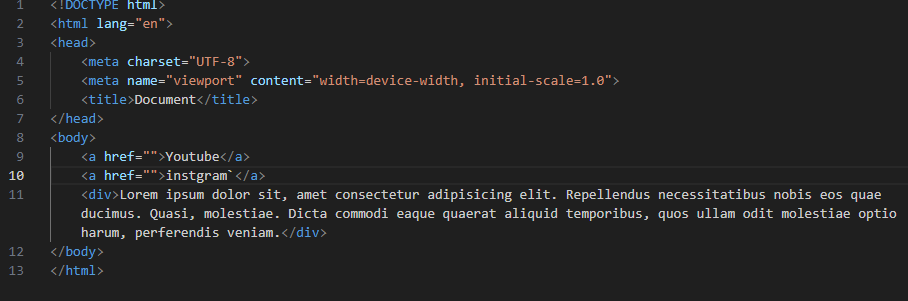 1 <!DOCTYPE html>
2 <html lang="en">
3 <head>
4     <meta charset="UTF-8">
5     <meta name="viewport" content="width=device-width, initial-scale=1.0">
6     <title>Document</title>
7 </head>
8 <body>
9     <a href="">Youtube</a>
10     <a href="">instgram`</a>
11     <div>Lorem ipsum dolor sit, amet consectetur adipisicing elit. Repellendus necessitatibus nobis eos quae
ducimus. Quasi, molestiae. Dicta commodi eaque quaerat aliquid temporibus, quos ullam odit molestiae optio
harum, perferendis veniam.</div>
12 </body>
13 </html>